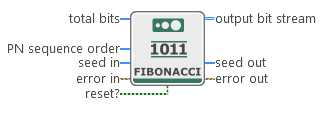 total bits
output bit stream
PN sequence order
1011
seed in
seed out
FIBONACCI
error in
error out
reset?